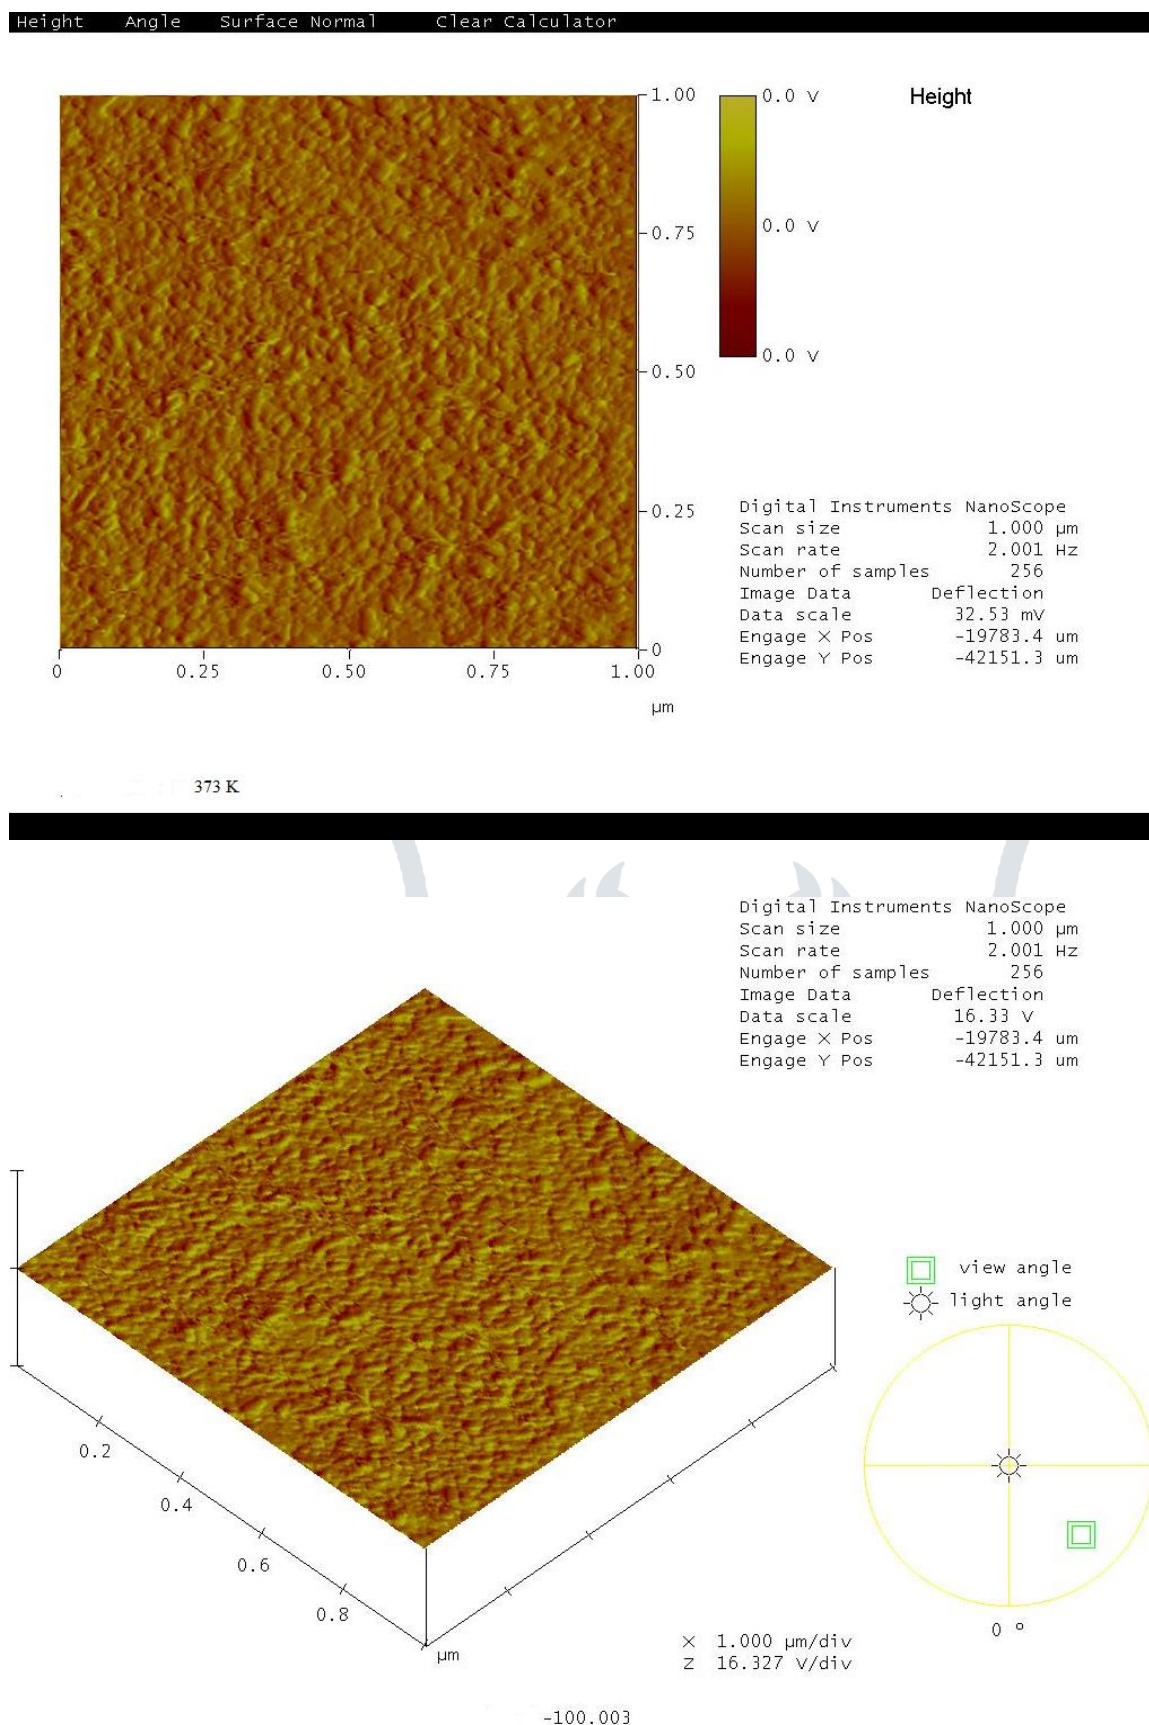 Height Angle Surface Normal Clear Calculator
1.00
0.75
0.50
0.25
0
0 0.25 0.50 0.75 1.00
µm
0.0 V
0.0 V
0.0 V
Height
Digital Instruments NanoScope
Scan size 1.000 µm
Scan rate 2.001 Hz
Number of samples 256
Image Data Deflection
Data scale 32.53 mV
Engage X Pos -19783.4 um
Engage Y Pos -42151.3 um
373 K
Digital Instruments NanoScope
Scan size 1.000 µm
Scan rate 2.001 Hz
Number of samples 256
Image Data Deflection
Data scale 16.33 V
Engage X Pos -19783.4 um
Engage Y Pos -42151.3 um
view angle
light angle
0.2
0.4
0.6
0.8
µm
0 °
X 1.000 µm/div
Z 16.327 V/div
-100.003